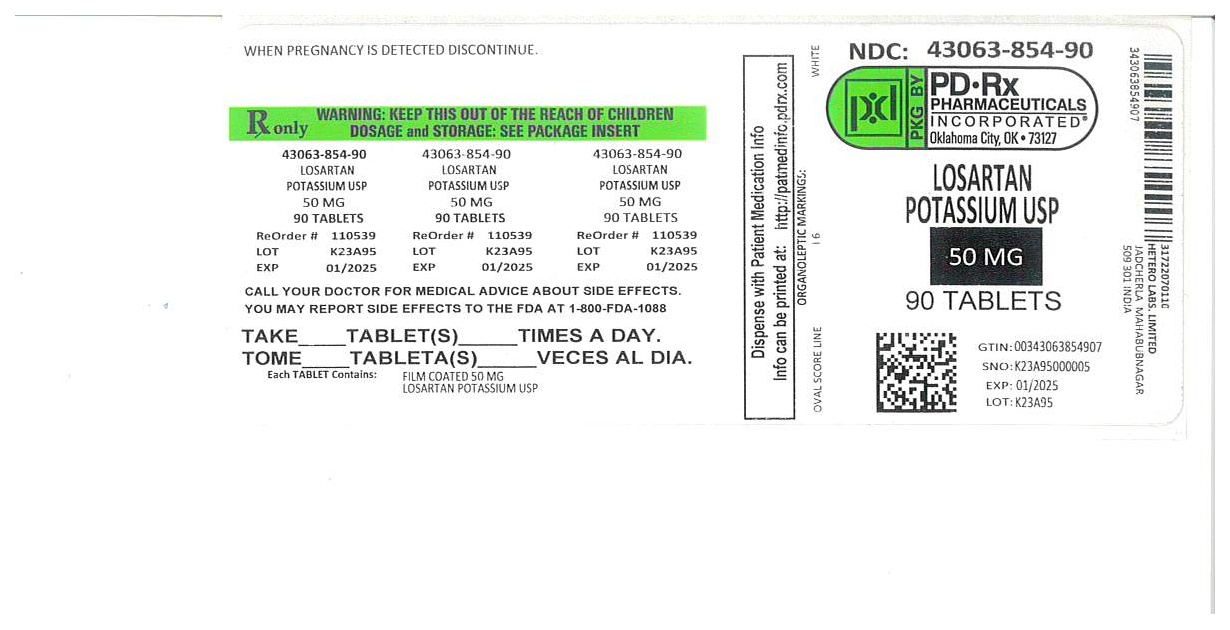 WHEN PREGNANCY IS DETECTED DISCONTINUE.
Rx only
WARNING: KEEP THIS OUT OF THE REACH OF CHILDREN
DOSAGE and STORAGE: SEE PACKAGE INSERT
43063-854-90 43063-854-90 43063-854-90
LOSARTAN LOSARTAN LOSARTAN
POTASSIUM USP POTASSIUM USP POTASSIUM USP
50 MG 50 MG 50 MG
90 TABLETS 90 TABLETS 90 TABLETS
ReOrder # 110539 ReOrder # 110539 ReOrder # 110539
LOT K23A95 LOT K23A95 LOT K23A95
EXP 01/2025 EXP 01/2025 EXP 01/2025
CALL YOUR DOCTOR FOR MEDICAL ADVICE ABOUT SIDE EFFECTS.
YOU MAY REPORT SIDE EFFECTS TO THE FDA AT 1-800-FDA-1088
TAKE____TABLET(S)_____TIMES A DAY.
TOME____TABLETA(S)_____VECES AL DIA.
Each TABLET Contains: FILM COATED 50 MG
LOSARTAN POTASSIUM USP
Dispense with Patient Medication Info
Info can be printed at: http://patmedinfo.pdrx.com
ORGANOLEPTIC MARKINGS:
OVAL SCORE LINE 16 WHITE
NDC: 43063-854-90
pd
PKG BY
PD•Rx
PHARMACEUTICALS
INCORPORATED®
Oklahoma City, OK • 73127
LOSARTAN
POTASSIUM USP
50 MG
90 TABLETS
GTIN: 00343063854907
SNO: K23A95000005
EXP: 01/2025
LOT: K23A95
343063854907
HETERO LABS. LIMITED
JADCHERLA MAHABUBNAGAR
509 301 INDIA